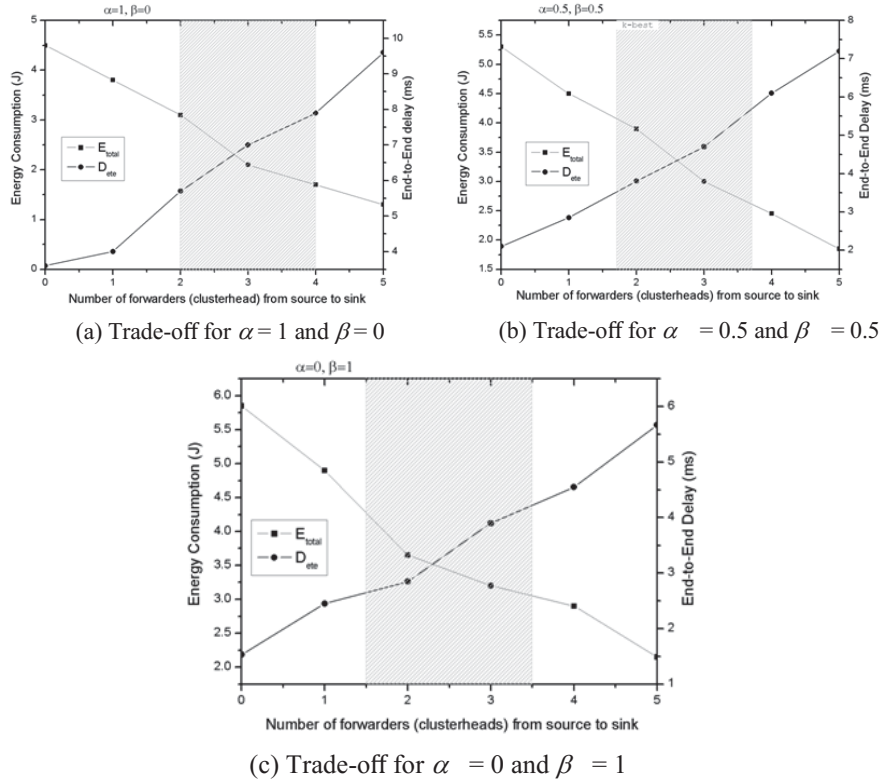 α=1, β=0
5
4
3
2
1
0
Energy Consumption (J)
E total
D ete
10
9
8
7
6
5
4
End-to-End delay (ms)
0 1 2 3 4 5
Number of forwarders (clusterhead) from source to sink
(a) Trade-off for α = 1 and β = 0
α=0.5, β=0.5
k-best
5.5
5.0
4.5
4.0
3.5
3.0
2.5
2.0
1.5
Energy Consumption (J)
E total
D ete
8
7
6
5
4
3
2
End-to-End delay (ms)
0 1 2 3 4 5
Number of forwarders (clusterheads) from source to sink
(b) Trade-off for α = 0.5 and β = 0.5
α=0, β=1
6.0
5.5
5.0
4.5
4.0
3.5
3.0
2.5
2.0
Energy Consumption (J)
E total
D ete
6
5
4
3
2
1
End-to-End Delay (ms)
0 1 2 3 4 5
Number of forwarders (clusterheads) from source to sink
(c) Trade-off for α = 0 and β = 1